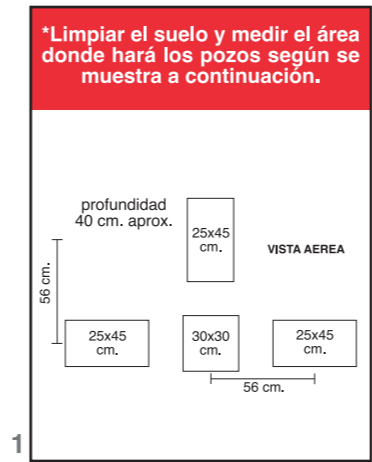 *Limpiar el suelo y medir el área
donde hará los pozos según se
muestra a continuación.
profundidad
40 cm. aprox.
25x45
cm.
VISTA AEREA
56 cm.
25x45
cm.
30x30
cm.
25x45
cm.
56 cm.
1